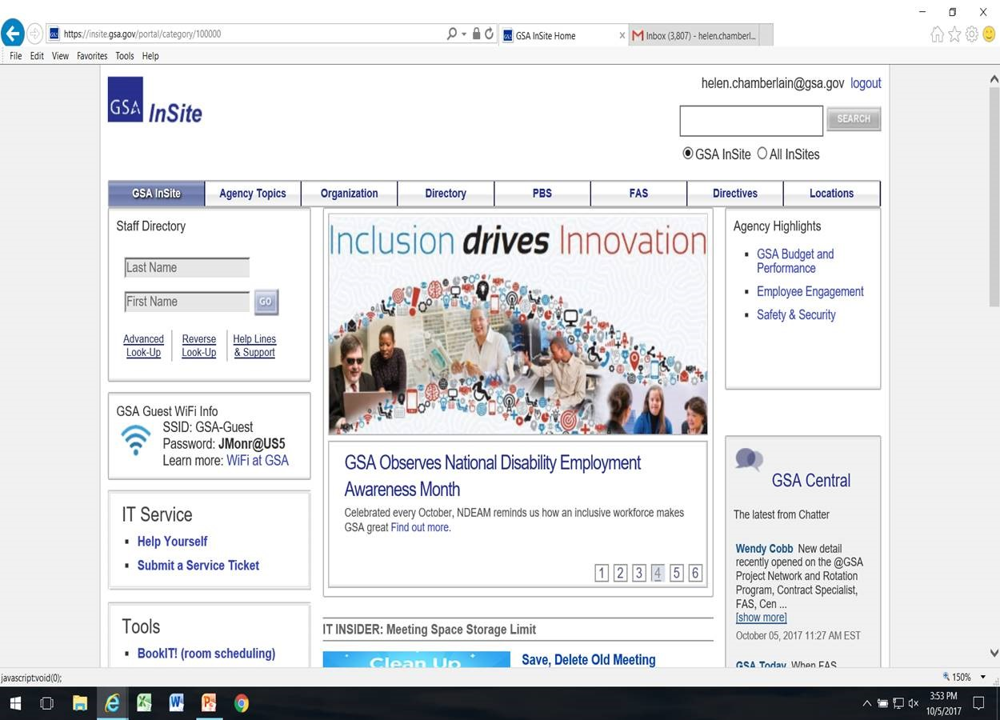 https://insite.gsa.gov/portal/category/100000
GSA InSite Home
Inbox (3,807) - helen.chamberl...
File Edit View Favorites Tools Help
GSA InSite
helen.chamberlain@gsa.gov logout
SEARCH
GSA InSite All InSites
GSA InSite Agency Topics Organization Directory PBS FAS Directives Locations
Staff Directory
Last Name
First Name
GO
Advanced Look-Up
Reverse Look-Up
Help Lines & Support
GSA Guest WiFi Info
SSID: GSA-Guest
Password: JMonr@US5
Learn more: WiFi at GSA
IT Service
Help Yourself
Submit a Service Ticket
Tools
BookIT! (room scheduling)
Inclusion drives Innovation
GSA Observes National Disability Employment
Awareness Month
Celebrated every October, NDEAM reminds us how an inclusive workforce makes
GSA great Find out more.
1 2 3 4 5 6
IT INSIDER: Meeting Space Storage Limit
Clean Up
Save, Delete Old Meeting
Agency Highlights
GSA Budget and
Performance
Employee Engagement
Safety & Security
GSA Central
The latest from Chatter
Wendy Cobb New detail
recently opened on the @GSA
Project Network and Rotation
Program, Contract Specialist,
FAS, Cen ...
[show more]
October 05, 2017 11:27 AM EST
GSA Today When FAS
javascript:void(0);
150%
3:53 PM
10/5/2017